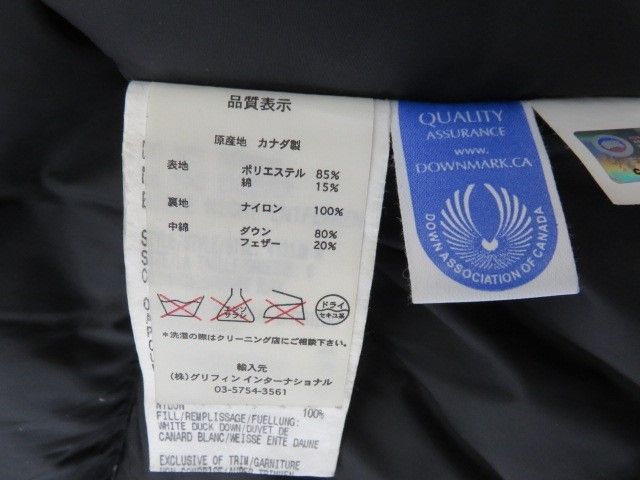 品質表示
原産地 カナダ製
表地 ポリエステル 85%
綿 15%
裏地 ナイロン 100%
中綿 ダウン 80%
フェザー 20%
ドライ
セキユ系
*洗濯の際はクリーニング店にご相談下さい。
輸入元
(株)グリフィン インターナショナル
03-5754-3561
NYLON 100%
FILL/REMPLISSAGE/FUELLUNG:
WHITE DUCK DOWN/DUVET DE
CANARD BLANC/WEISSE ENTE DAUNE
EXCLUSIVE OF TRIM/GARNITURE
NON COMPRISE/
QUALITY
ASSURANCE
www.
DOWNMARK.CA
DOWN ASSOCIATION OF CANADA